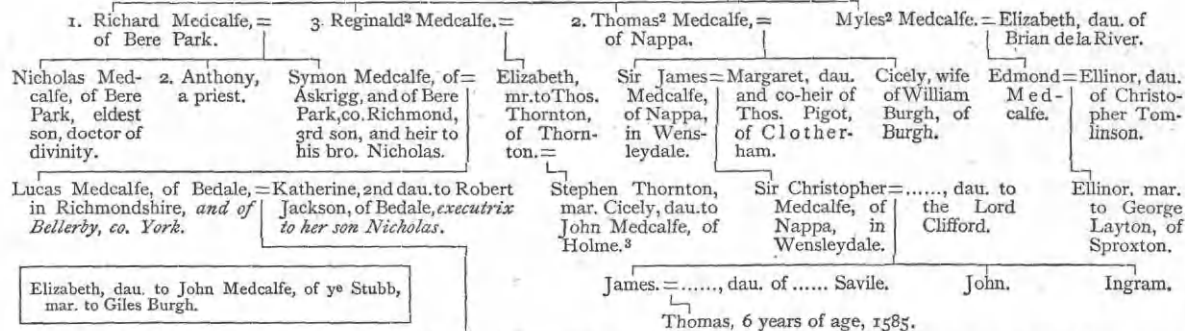 1. Richard Medcalfe, =
of Bere Park.
3. Reginald² Medcalfe. =
2. Thomas² Medcalfe, =
of Nappa.
Myles² Medcalfe. = Elizabeth, dau. of
Brian de la River.
Nicholas Med-
calfe, of Bere
Park, eldest
son, doctor of
divinity.
2. Anthony,
a priest.
Symon Medcalfe, of =
Askrigg, and of Bere
Park, co. Richmond,
3rd son, and heir to
his bro. Nicholas.
Elizabeth,
mr. to Thos.
Thornton,
of Thorn-
ton. =
Sir James =
Medcalfe,
of Nappa,
in Wens-
leydale.
Margaret, dau.
and co-heir of
Thos. Pigot,
of Clother-
ham.
Cicely, wife
of William
Burgh, of
Burgh.
Edmond =
Med-
calfe.
Ellinor, dau.
of Christo-
pher Tom-
linson.
Lucas Medcalfe, of Bedale, =
in Richmondshire, and of
Bellerby, co. York.
Katherine, 2nd dau. to Robert
Jackson, of Bedale, executrix
to her son Nicholas.
Stephen Thornton,
mar. Cicely, dau. to
John Medcalfe, of
Holme.³
Sir Christopher =
Medcalfe, of
Nappa, in
Wensleydale.
......, dau. to
the Lord
Clifford.
Ellinor, mar.
to George
Layton, of
Sproxton.
Elizabeth, dau. to John Medcalfe, of yᵉ Stubb,
mar. to Giles Burgh.
James. = ......, dau. of ...... Savile.
John.
Ingram.
Thomas, 6 years of age, 1585.